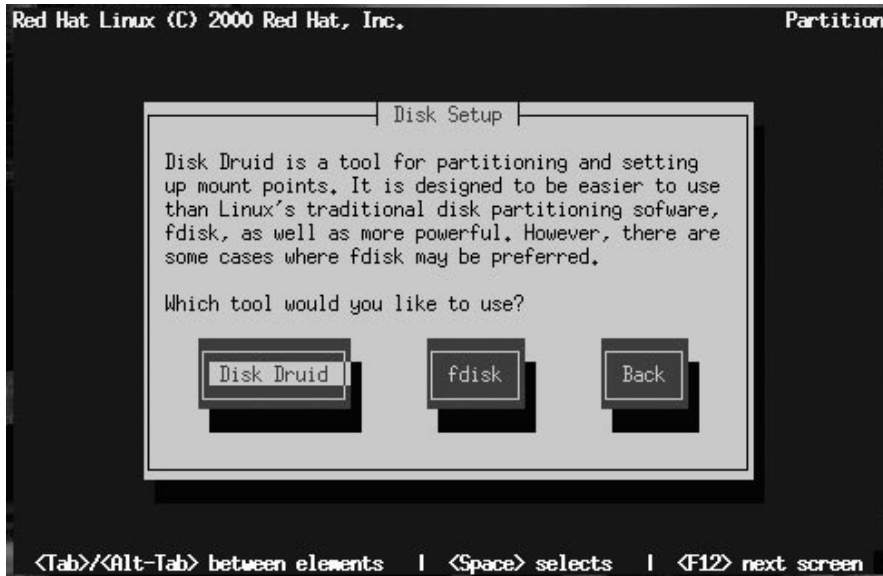 Red Hat Linux (C) 2000 Red Hat, Inc. Partition
Disk Setup
Disk Druid is a tool for partitioning and setting
up mount points. It is designed to be easier to use
than Linux's traditional disk partitioning sofware,
fdisk, as well as more powerful. However, there are
some cases where fdisk may be preferred.
Which tool would you like to use?
Disk Druid fdisk Back
<Tab>/<Alt-Tab> between elements | <Space> selects | <F12> next screen